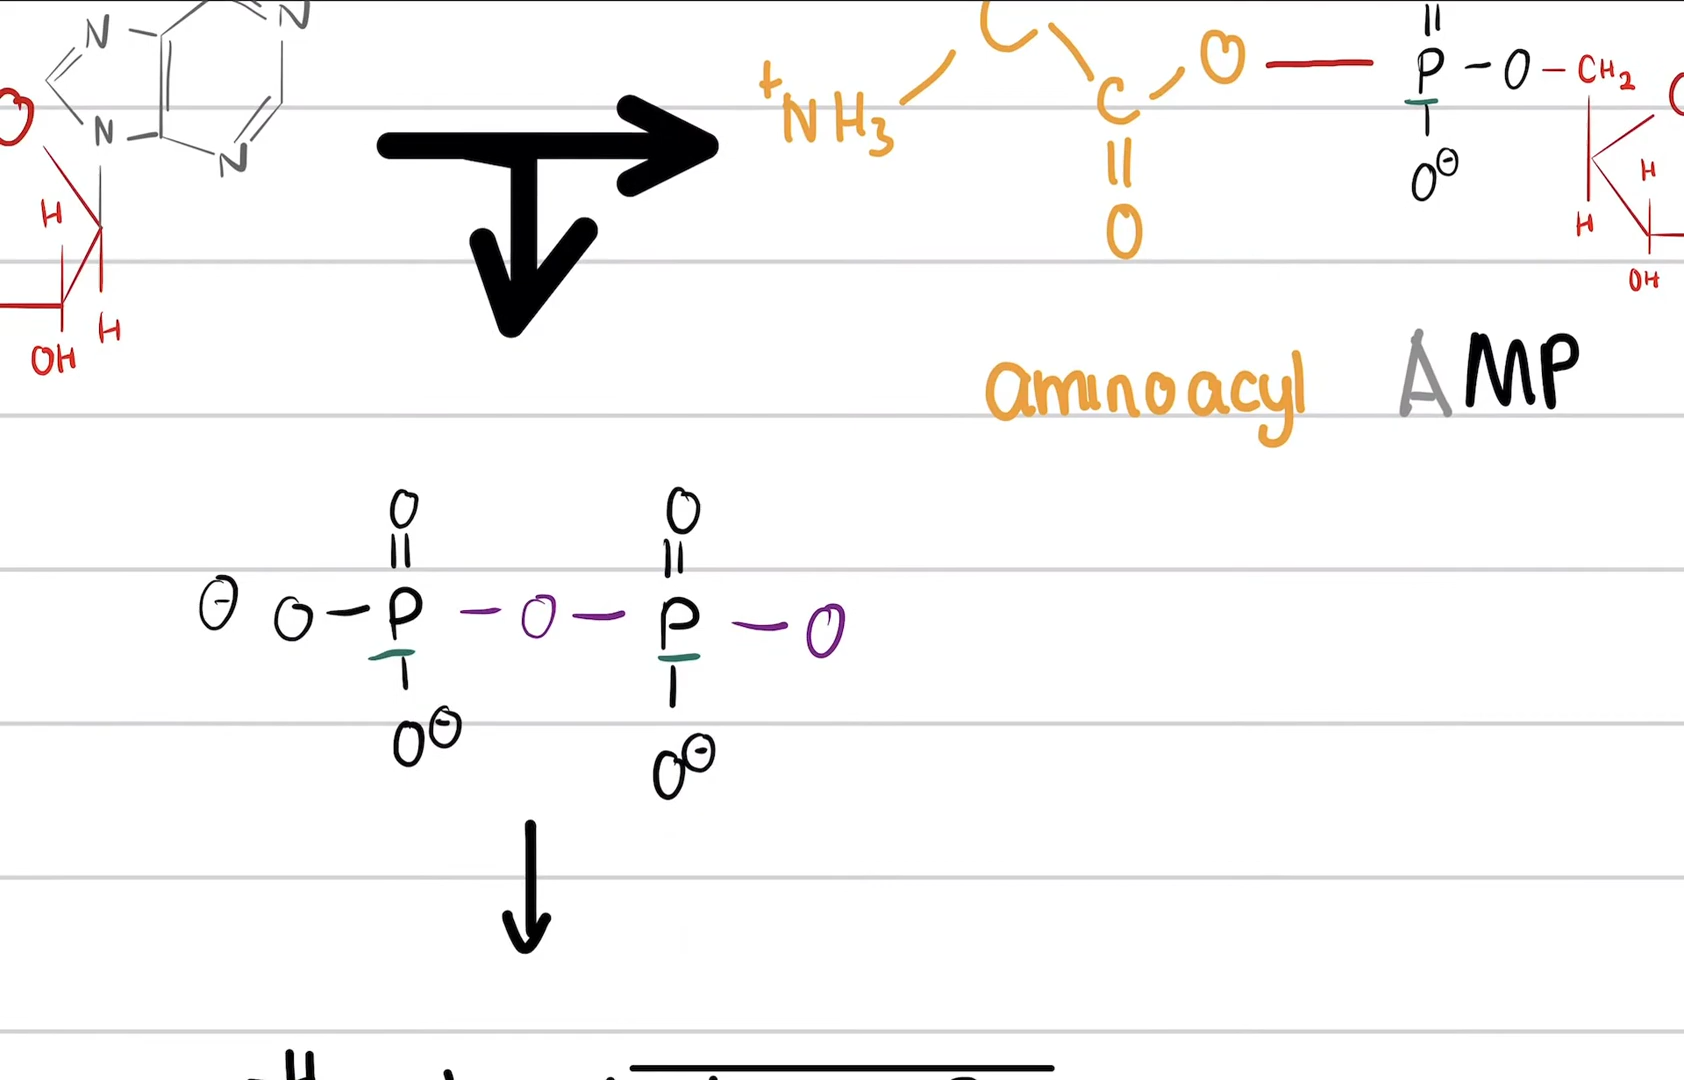 N N
N N
O
H
H
OH
C
+NH3
C
O
O
P - O - CH2
O⊖
H
H
OH
aminoacyl AMP
O O
⊖ O - P - O - P - O
O⊖ O⊖